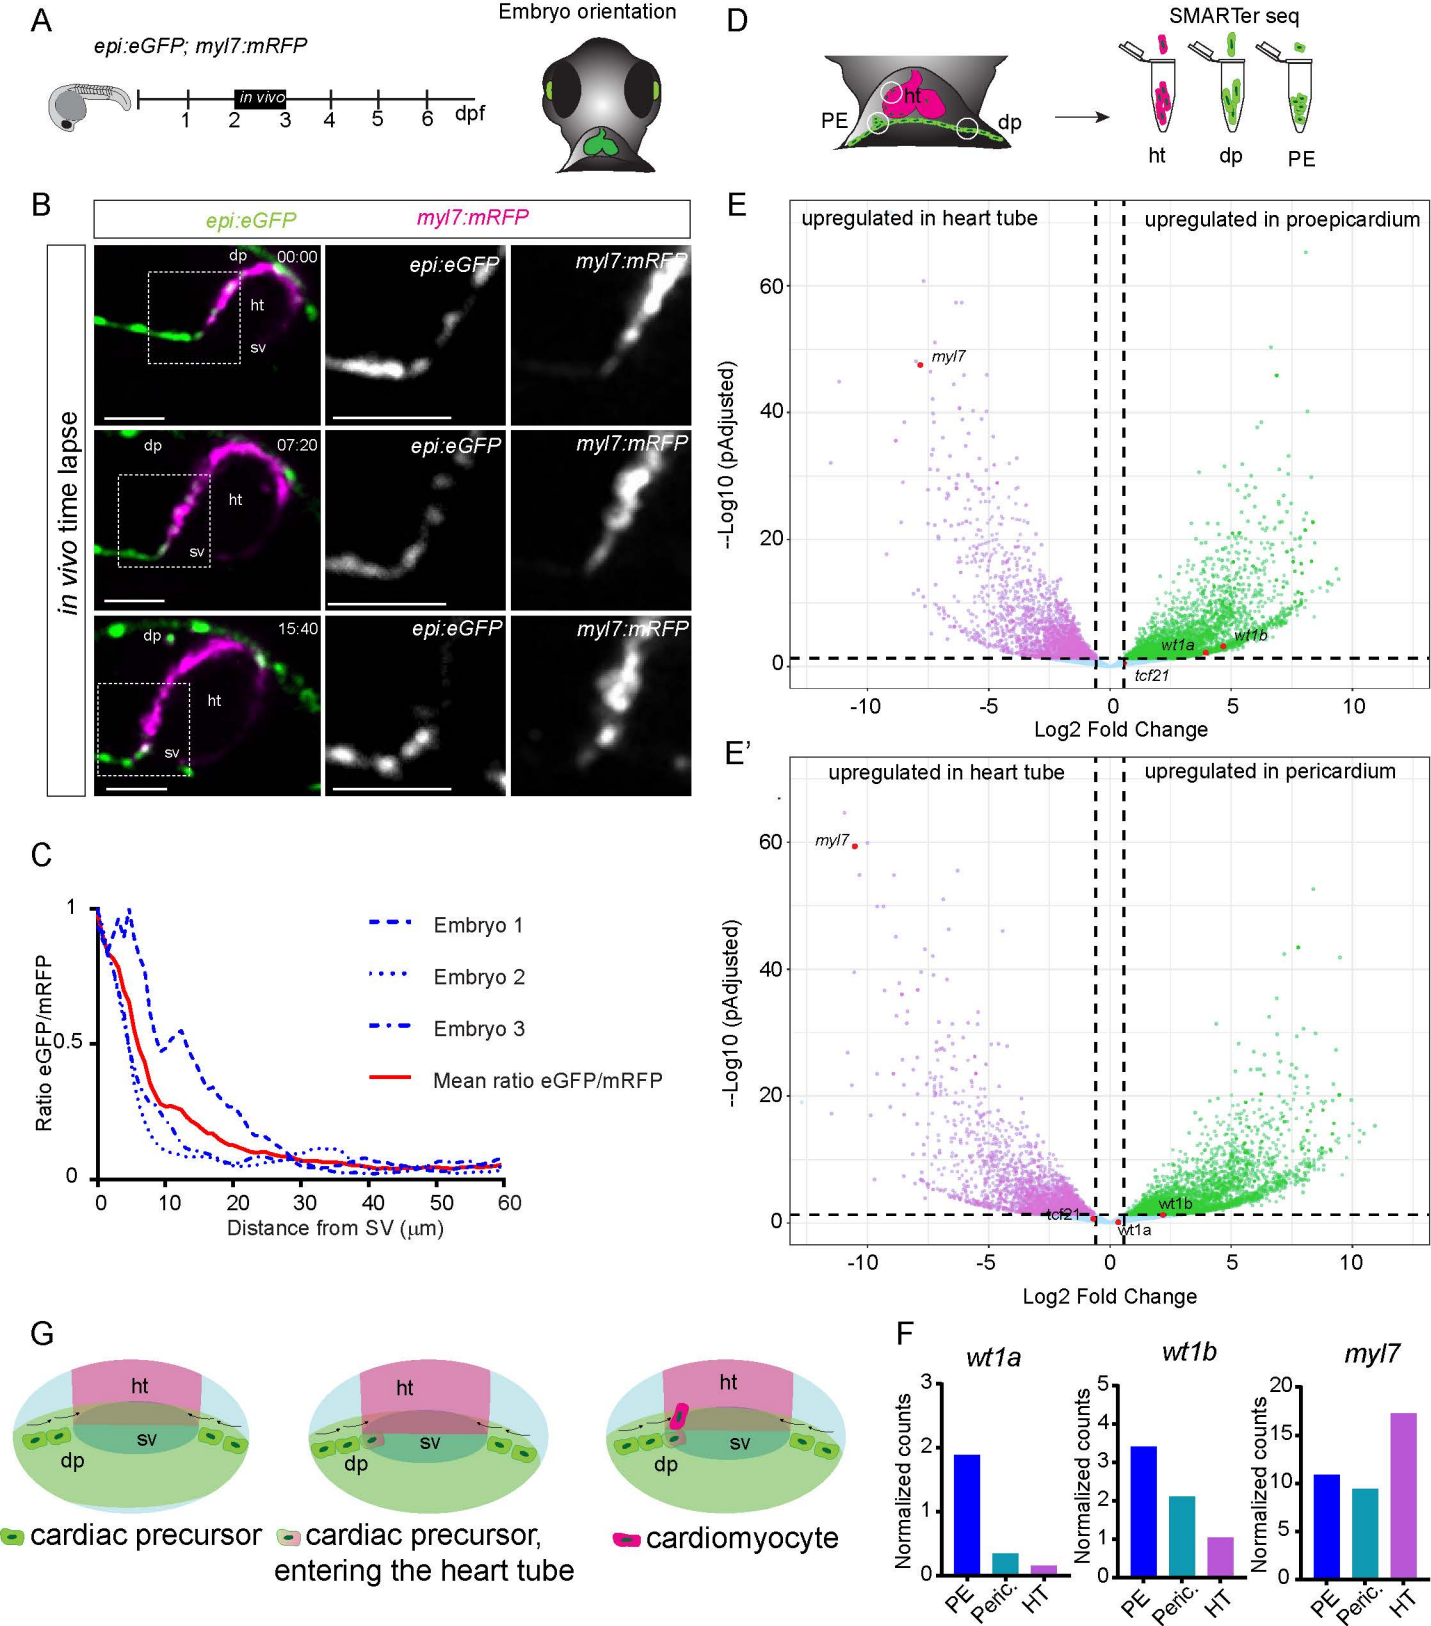 A
epi:eGFP; myl7:mRFP
in vivo
1 2 3 4 5 6 dpf
Embryo orientation
D
SMARTer seq
ht
PE
dp
ht dp PE
B
epi:eGFP myl7:mRFP
in vivo time lapse
dp 00:00
ht
sv
epi:eGFP
myl7:mRFP
dp 07:20
ht
sv
epi:eGFP
myl7:mRFP
dp 15:40
ht
sv
epi:eGFP
myl7:mRFP
C
Ratio eGFP/mRFP
1
0.5
0
0 10 20 30 40 50 60
Distance from SV (µm)
Embryo 1
Embryo 2
Embryo 3
Mean ratio eGFP/mRFP
E
upregulated in heart tube
upregulated in proepicardium
--Log10 (pAdjusted)
60
40
20
0
myl7
wt1a
wt1b
tcf21
-10 -5 0 5 10
Log2 Fold Change
E’
upregulated in heart tube
upregulated in pericardium
--Log10 (pAdjusted)
60
40
20
0
myl7
tcf21
wt1b
wt1a
-10 -5 0 5 10
Log2 Fold Change
G
ht
sv
dp
cardiac precursor
ht
sv
dp
cardiac precursor,
entering the heart tube
ht
sv
dp
cardiomyocyte
F
wt1a
Normalized counts
3
2
1
0
PE Peric. HT
wt1b
Normalized counts
5
4
3
2
1
0
PE Peric. HT
myl7
Normalized counts
20
15
10
5
0
PE Peric. HT